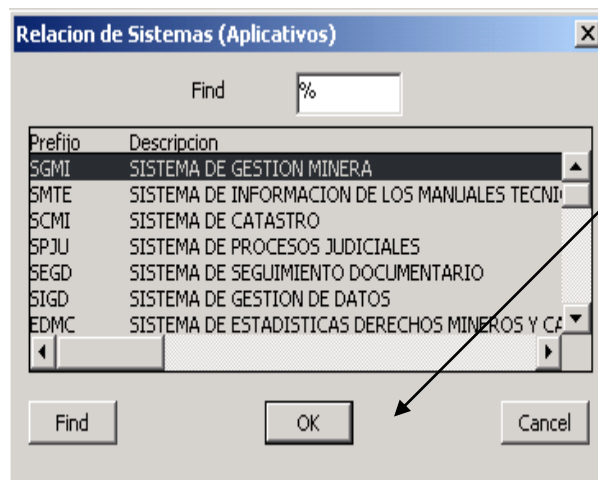 Relacion de Sistemas (Aplicativos)
Find %
Prefijo Descripcion
SGMI SISTEMA DE GESTION MINERA
SMTE SISTEMA DE INFORMACION DE LOS MANUALES TECNI
SCMI SISTEMA DE CATASTRO
SPJU SISTEMA DE PROCESOS JUDICIALES
SEGD SISTEMA DE SEGUIMIENTO DOCUMENTARIO
SIGD SISTEMA DE GESTION DE DATOS
EDMC SISTEMA DE ESTADISTICAS DERECHOS MINEROS Y CA
Find OK Cancel